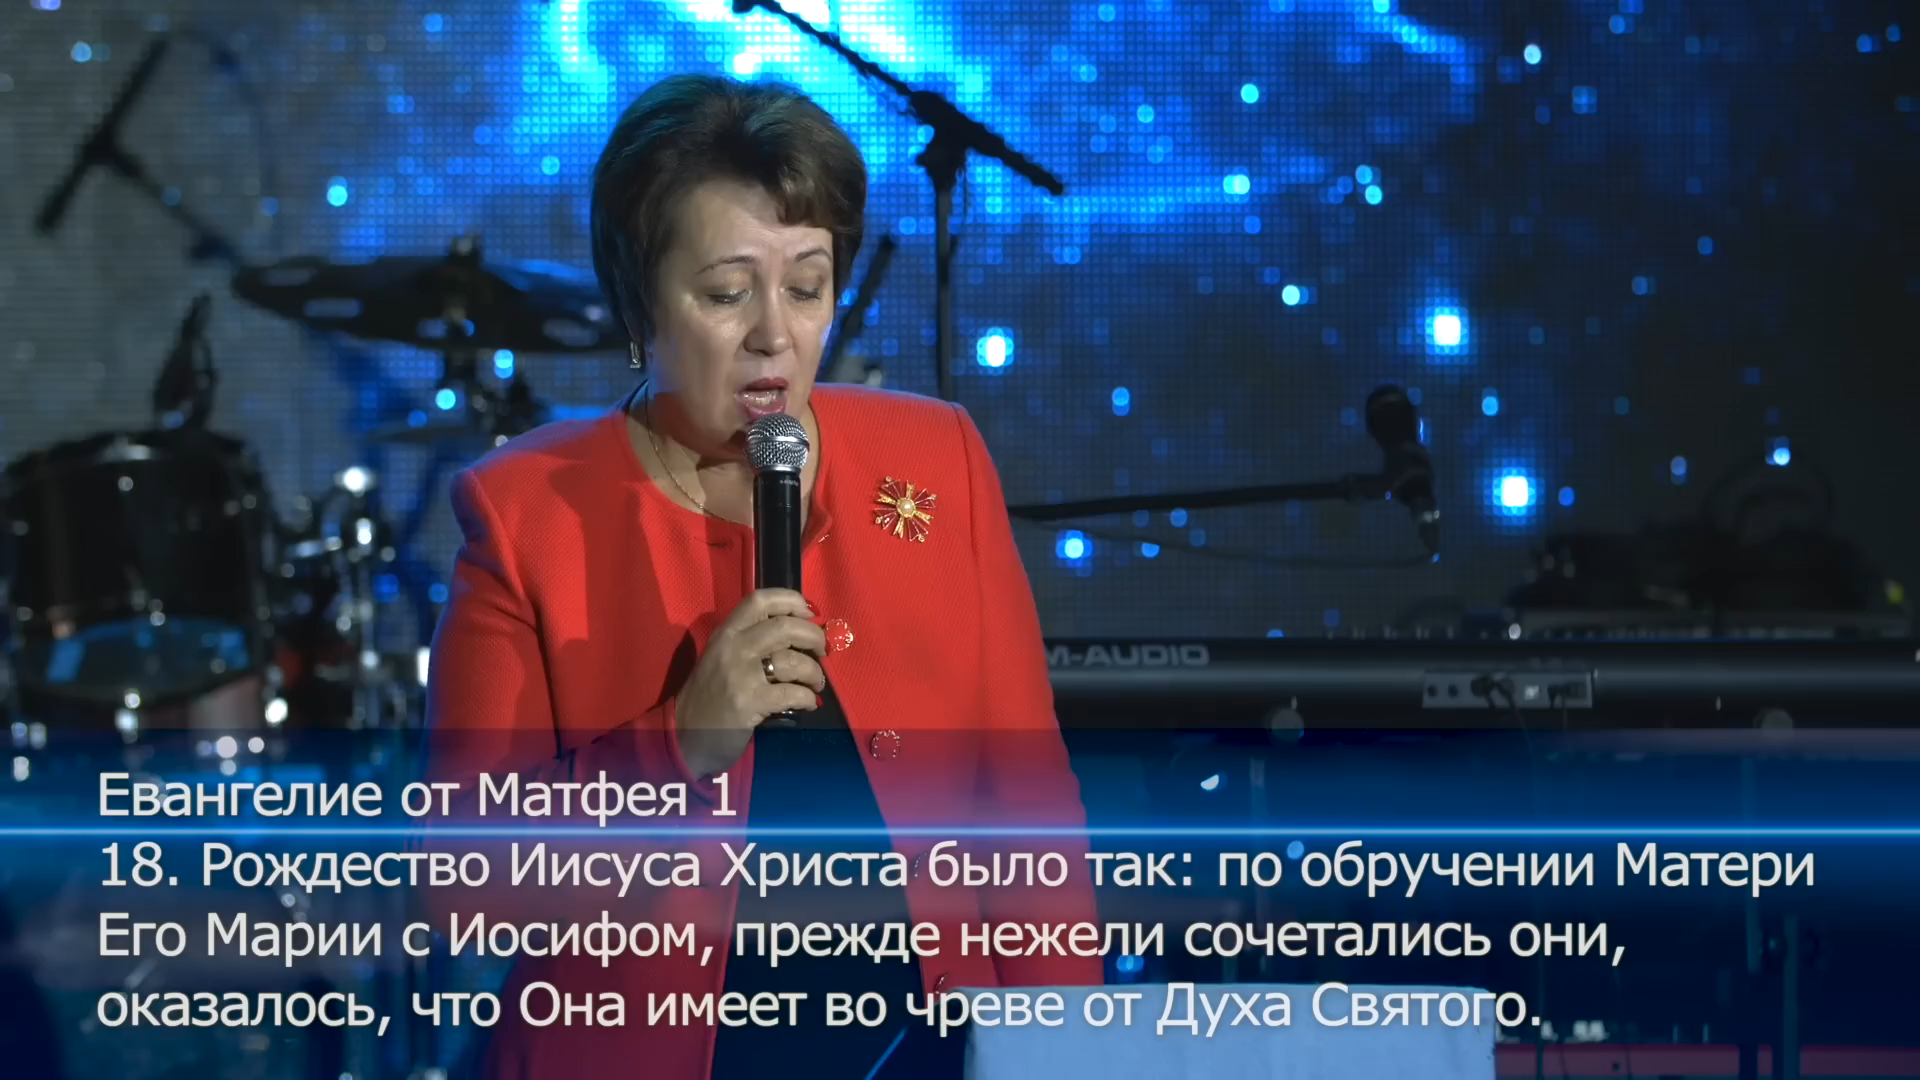 M-AUDIO
Евангелие от Матфея 1
18. Рождество Иисуса Христа было так: по обручении Матери
Его Марии с Иосифом, прежде нежели сочетались они,
оказалось, что Она имеет во чреве от Духа Святого.